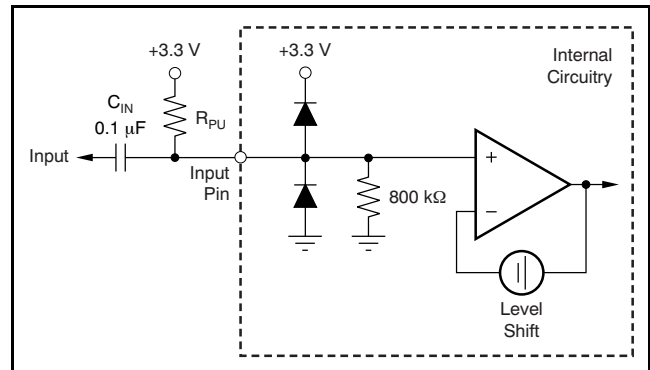 +3.3 V
+3.3 V
Internal
Circuitry
C_IN
0.1 μF
R_PU
Input
Input
Pin
800 kΩ
+
−
Level
Shift